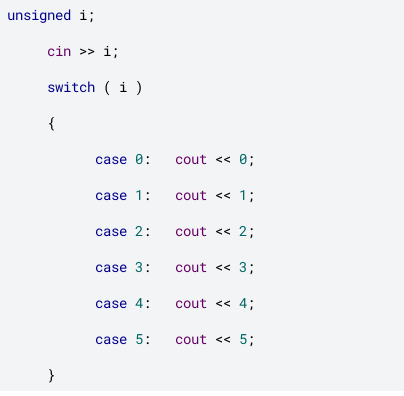 unsigned i;
cin >> i;
switch ( i )
{
case 0: cout << 0;
case 1: cout << 1;
case 2: cout << 2;
case 3: cout << 3;
case 4: cout << 4;
case 5: cout << 5;
}